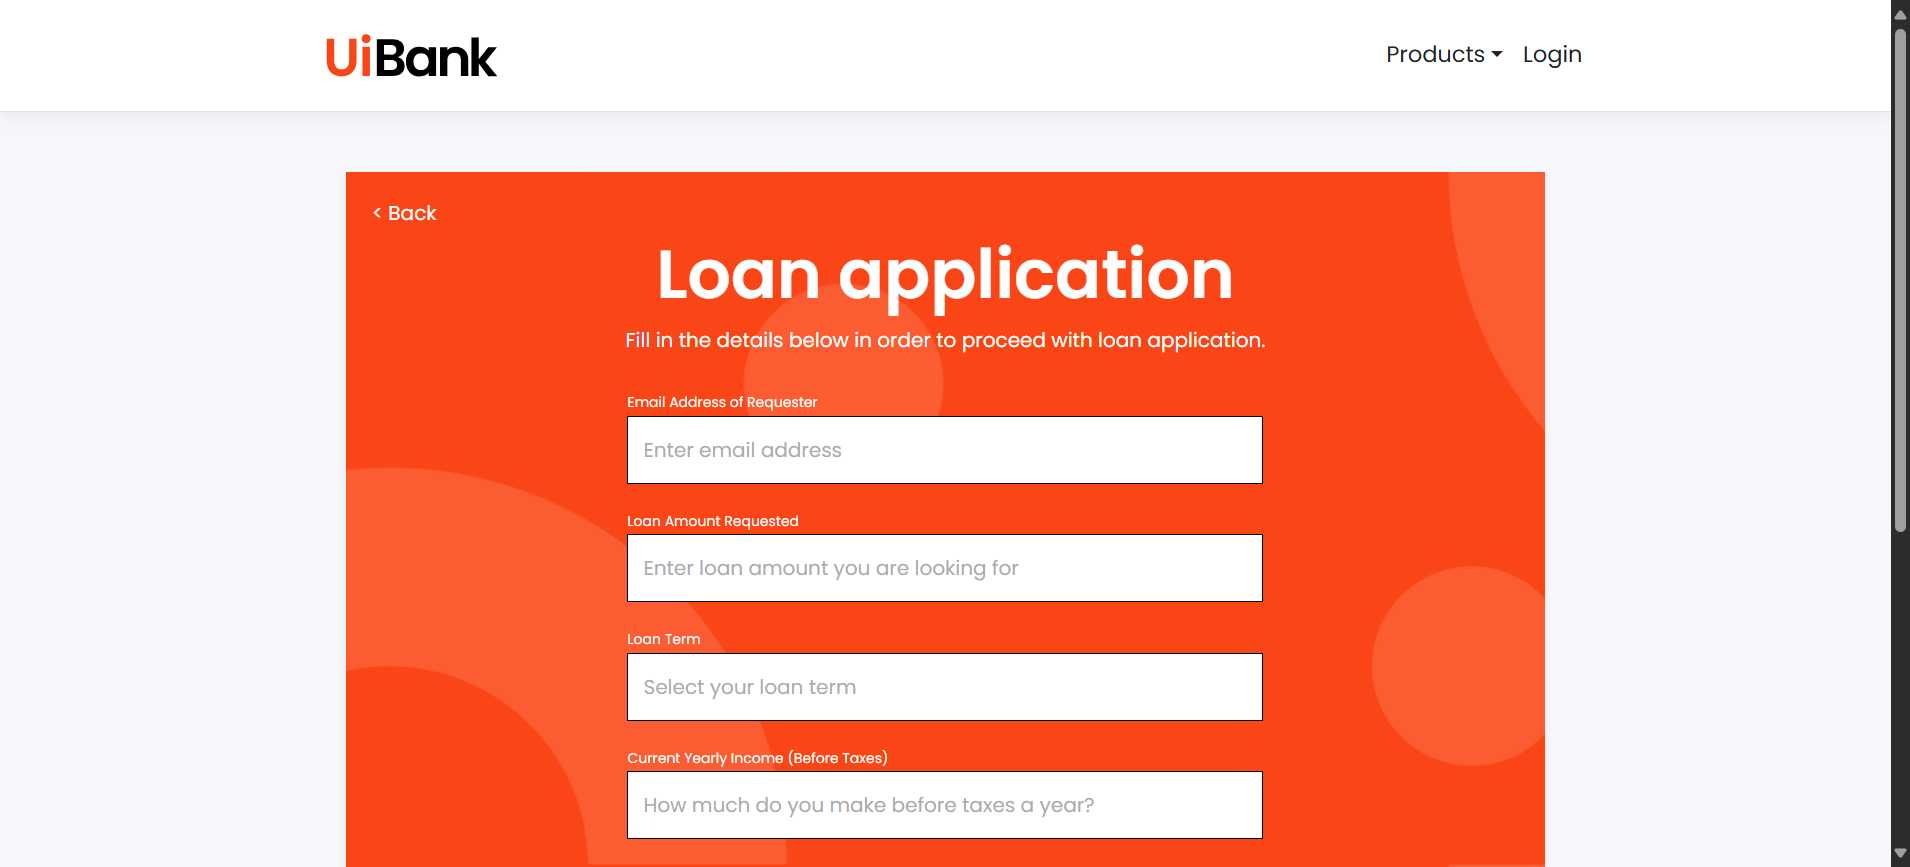 UiBank
Products Login
< Back
Loan application
Fill in the details below in order to proceed with loan application.
Email Address of Requester
Enter email address
Loan Amount Requested
Enter loan amount you are looking for
Loan Term
Select your loan term
Current Yearly Income (Before Taxes)
How much do you make before taxes a year?